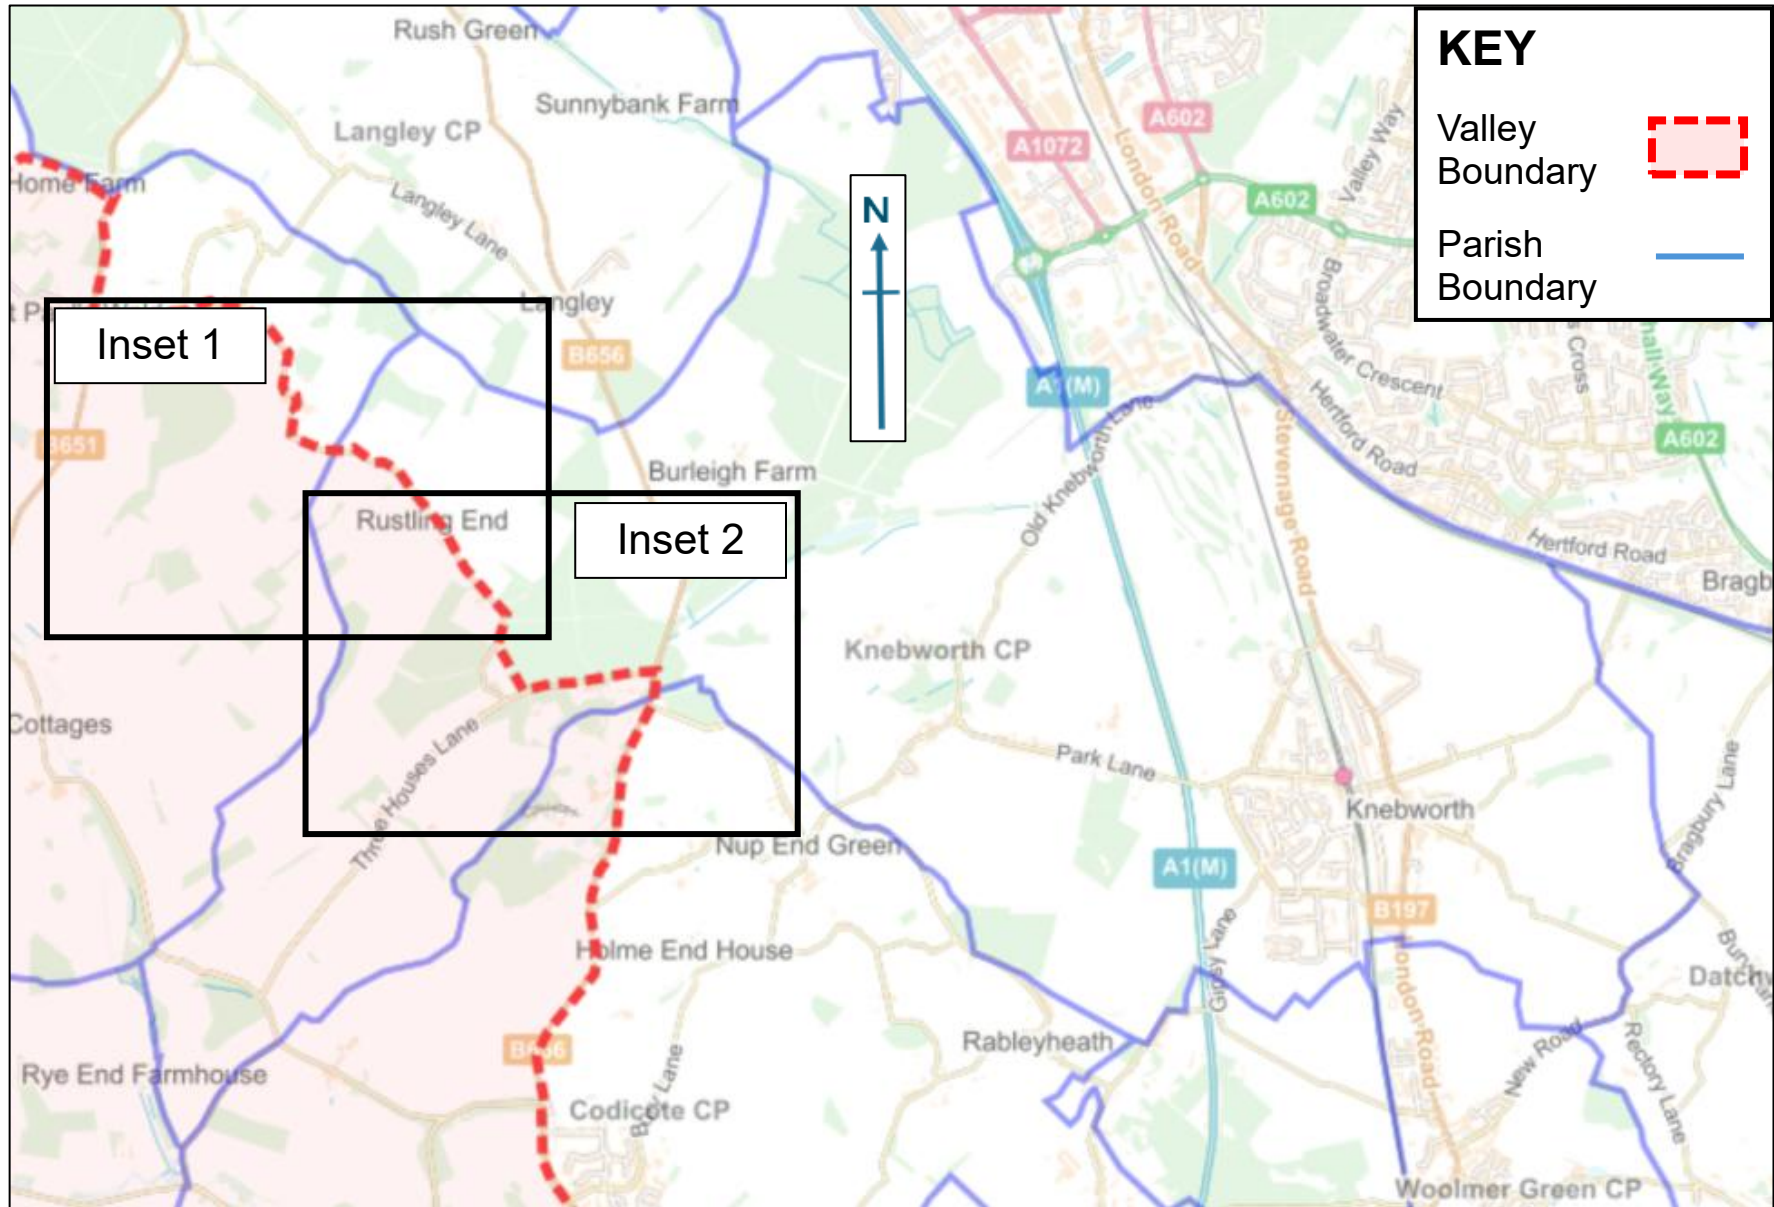 KEY
Valley
Boundary
Parish
Boundary
N
Inset 1
Inset 2
Rush Green
Sunnybank Farm
Langley CP
Home Farm
Langley Lane
Langley
B656
B651
Burleigh Farm
Rustling End
A1072
A602
A602
A602
London Road
Valley Way
Broadwater Crescent
Hertford Road
Hertford Road
A1(M)
Old Knebworth Lane
Stevenage Road
Knebworth CP
Cottages
Three Houses Lane
Park Lane
Knebworth
Nup End Green
A1(M)
B197
Bragbury Lane
Holme End House
Gipsy Lane
London Road
Rableyheath
New Road
Rectory Lane
Rye End Farmhouse
Codicote CP
Woolmer Green CP